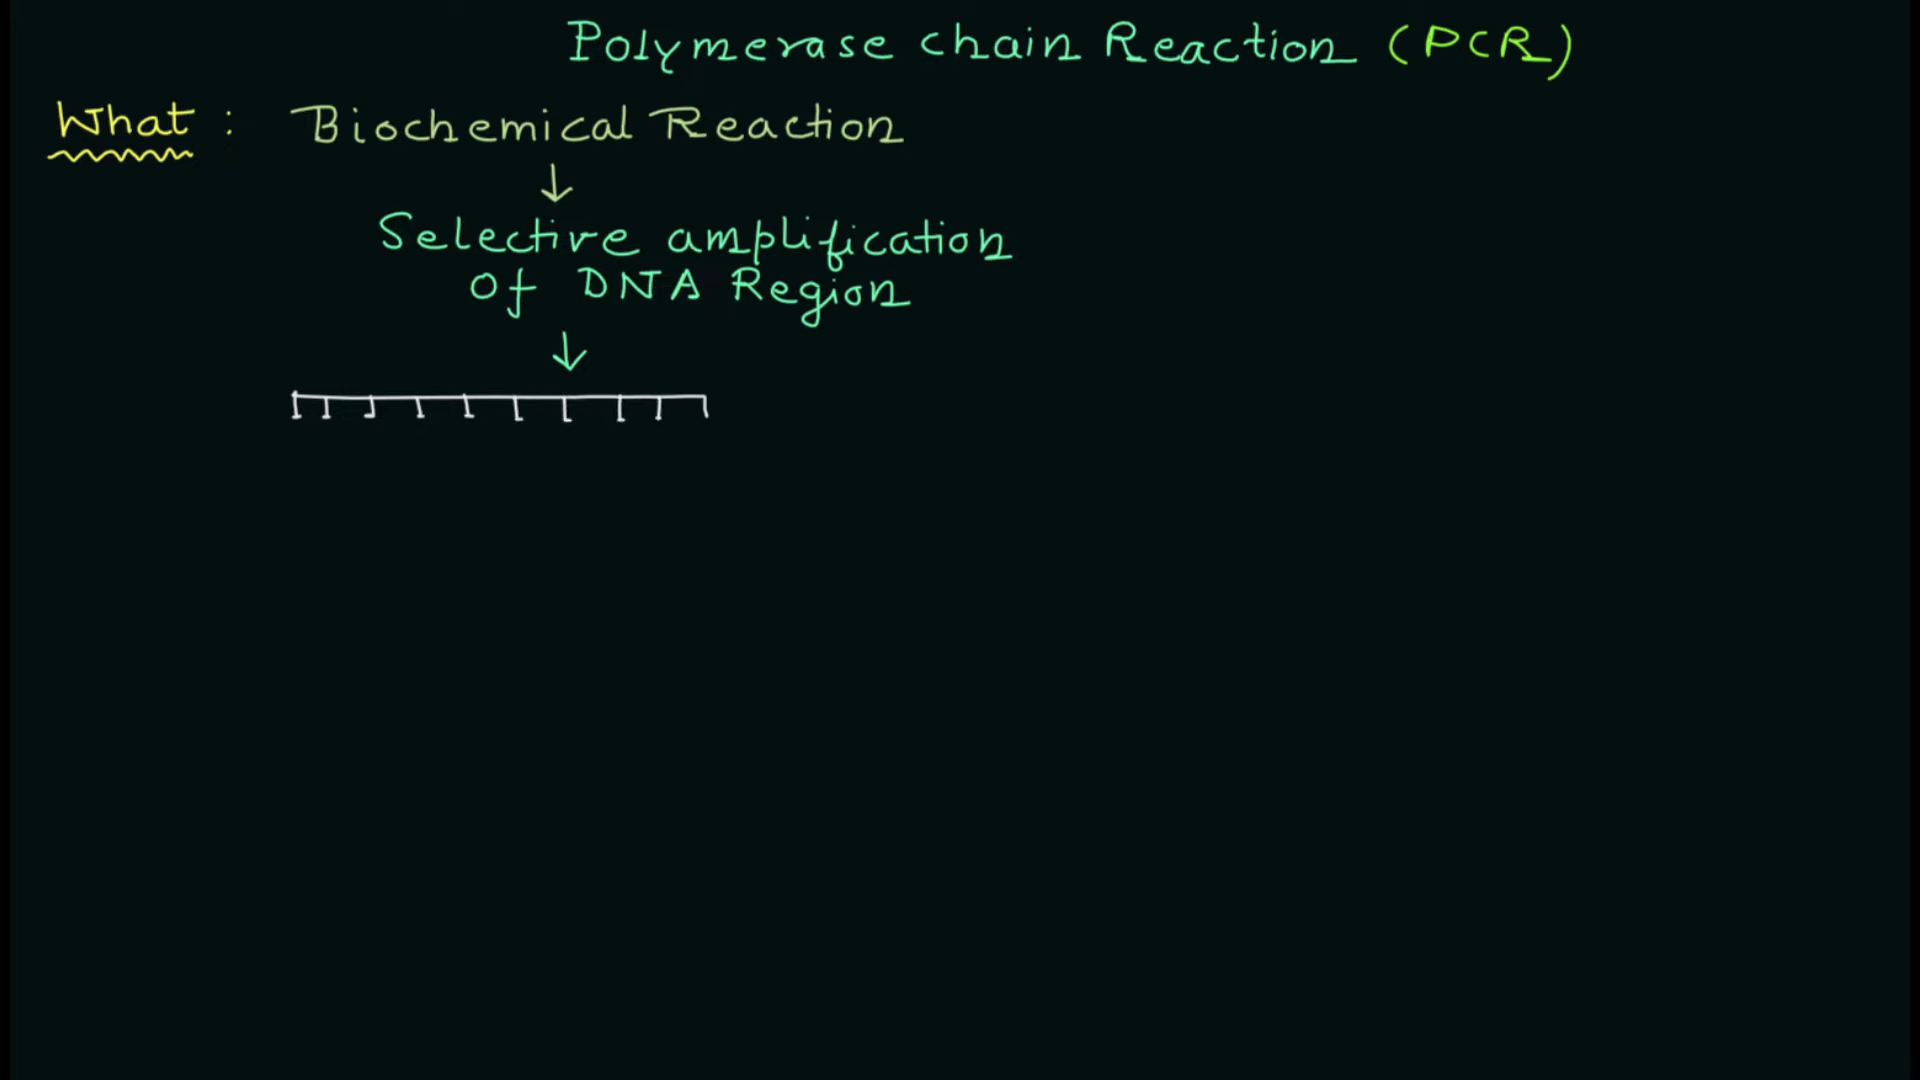 Polymerase chain Reaction (PCR)
What : Biochemical Reaction
↓
Selective amplification
Of DNA Region
↓